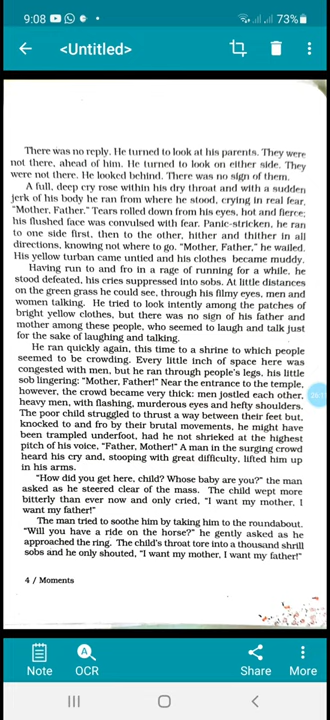 9:08 73%
<Untitled>
There was no reply. He turned to look at his parents. They were
not there, ahead of him. He turned to look on either side. They
were not there. He looked behind. There was no sign of them.
A full, deep cry rose within his dry throat and with a sudden
jerk of his body he ran from where he stood, crying in real fear,
“Mother, Father.” Tears rolled down from his eyes, hot and fierce;
his flushed face was convulsed with fear. Panic-stricken, he ran
to one side first, then to the other, hither and thither in all
directions, knowing not where to go. “Mother, Father,” he wailed.
His yellow turban came untied and his clothes became muddy.
Having run to and fro in a rage of running for a while, he
stood defeated, his cries suppressed into sobs. At little distances
on the green grass he could see, through his filmy eyes, men and
women talking. He tried to look intently among the patches of
bright yellow clothes, but there was no sign of his father and
mother among these people, who seemed to laugh and talk just
for the sake of laughing and talking.
He ran quickly again, this time to a shrine to which people
seemed to be crowding. Every little inch of space here was
congested with men, but he ran through people's legs, his little
sob lingering: “Mother, Father!” Near the entrance to the temple,
however, the crowd became very thick: men jostled each other,
heavy men, with flashing, murderous eyes and hefty shoulders.
The poor child struggled to thrust a way between their feet but,
knocked to and fro by their brutal movements, he might have
been trampled underfoot, had he not shrieked at the highest
pitch of his voice, “Father, Mother!” A man in the surging crowd
heard his cry and, stooping with great difficulty, lifted him up
in his arms.
“How did you get here, child? Whose baby are you?” the man
asked as he steered clear of the mass. The child wept more
bitterly than ever now and only cried, “I want my mother, I
want my father!”
The man tried to soothe him by taking him to the roundabout.
“Will you have a ride on the horse?” he gently asked as he
approached the ring. The child's throat tore into a thousand shrill
sobs and he only shouted, “I want my mother, I want my father!”
4 / Moments
Note OCR Share More